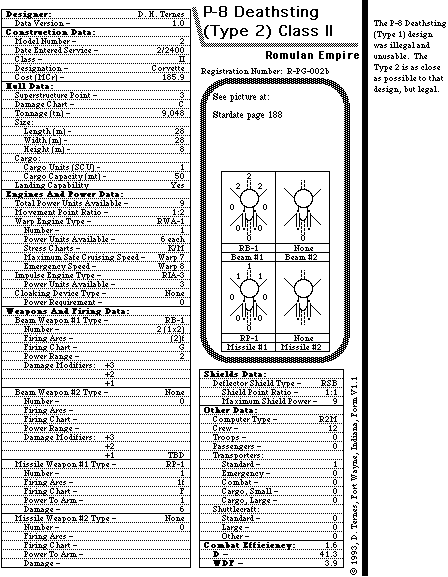 Designer: D. H. Ternes
Data Version - 1.0
Construction Data:
Model Number - 2
Date Entered Service - 2/2400
Class - II
Designation - Corvette
Cost (MCr) - 185.9
Hull Data:
Superstructure Point - 3
Damage Chart - C
Tonnage (tn) - 9,048
Size:
Length (m) - 28
Width (m) - 28
Height (m) - 8
Cargo:
Cargo Units (SCU) - 1
Cargo Capacity (mt) - 50
Landing Capability Yes
Engines And Power Data:
Total Power Units Available - 9
Movement Point Ratio - 1:2
Warp Engine Type - RWA-1
Number - 1
Power Units Available - 6 each
Stress Charts - K/M
Maximum Safe Cruising Speed - Warp 7
Emergency Speed - Warp 8
Impulse Engine Type - RIA-3
Power Units Available - 3
Cloaking Device Type - None
Power Requirement - 0
Weapons And Firing Data:
Beam Weapon #1 Type - RB-1
Number - 2 (1x2)
Firing Arcs - (2)f
Firing Chart - F
Power Range - 2
Damage Modifiers: +3
+2
+1
Beam Weapon #2 Type - None
Number - 0
Firing Arcs -
Firing Chart -
Power Range -
Damage Modifiers: +3
+2
+1 TBD
Missile Weapon #1 Type - RP-1
Number - 1
Firing Arcs - 1f
Firing Chart - F
Power To Arm - 1
Damage - 6
Missile Weapon #2 Type - None
Number - 0
Firing Arcs -
Firing Chart -
Power To Arm -
Damage -
P-8 Deathsting
(Type 2) Class II
Romulan Empire
Registration Number: R-PG-002b
See picture at:
Stardate page 188
2 2 2
0 0
0
RB-1 None
Beam #1 Beam #2
1 1 1
0 0
0
RP-1 None
Missile #1 Missile #2
Shields Data:
Deflector Shield Type - RSB
Shield Point Ratio - 1:1
Maximum Shield Power - 9
Other Data:
Computer Type - R2M
Crew - 12
Troops - 0
Passengers - 0
Transporters:
Standard - 1
Emergency - 0
Combat - 0
Cargo, Small - 0
Cargo, Large - 0
Shuttlecraft:
Standard - 0
Large - 0
Other - 0
Combat Efficiency: 1.6
D - 41.3
WDF - 3.9
The P-8 Deathsting
(Type 1) design
was illegal and
unusable. The
Type 2 is as close
as possible to that
design, but legal.
© 1993, D. Ternes, Fort Wayne, Indiana, Form V1.1